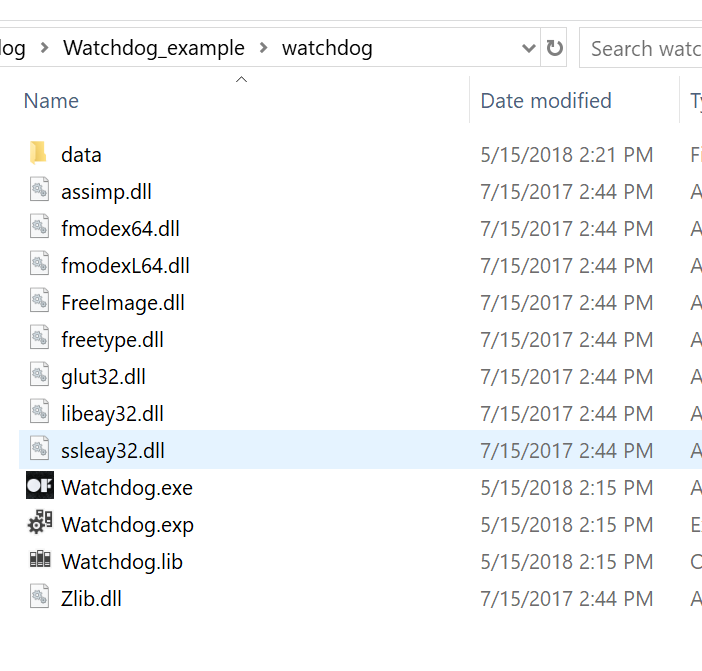 log > Watchdog_example > watchdog Search watc
Name Date modified Ty
data 5/15/2018 2:21 PM Fi
assimp.dll 7/15/2017 2:44 PM A
fmodex64.dll 7/15/2017 2:44 PM A
fmodexL64.dll 7/15/2017 2:44 PM A
FreeImage.dll 7/15/2017 2:44 PM A
freetype.dll 7/15/2017 2:44 PM A
glut32.dll 7/15/2017 2:44 PM A
libeay32.dll 7/15/2017 2:44 PM A
ssleay32.dll 7/15/2017 2:44 PM A
OF Watchdog.exe 5/15/2018 2:15 PM A
Watchdog.exp 5/15/2018 2:15 PM E
Watchdog.lib 5/15/2018 2:15 PM O
Zlib.dll 7/15/2017 2:44 PM A